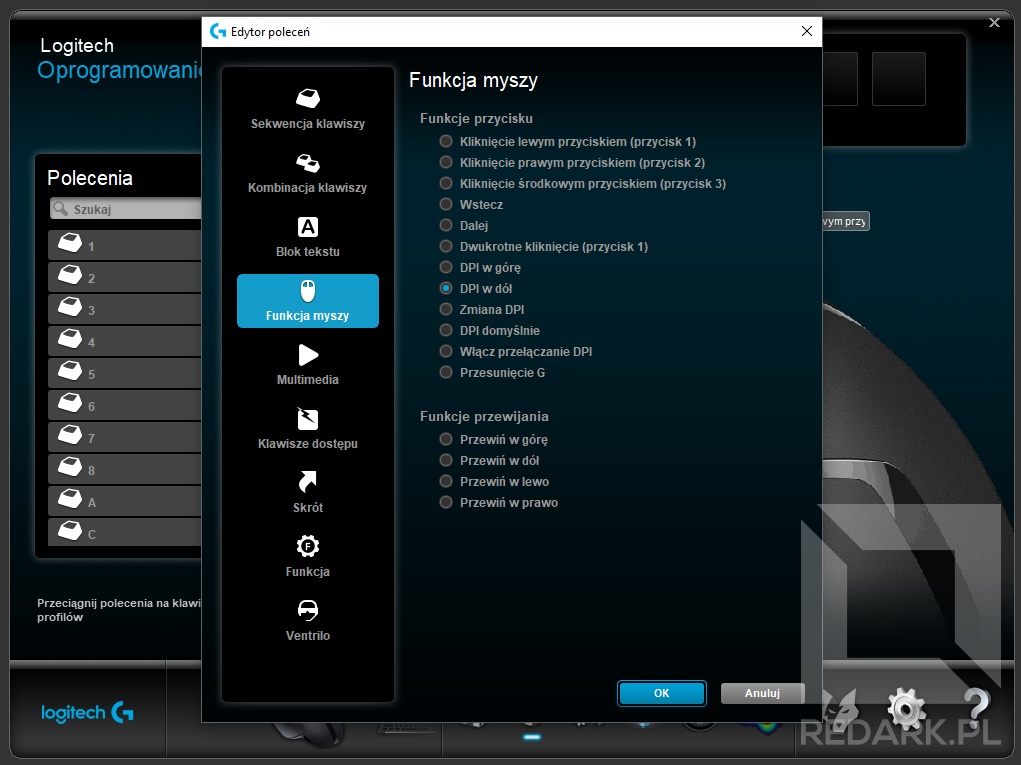 Edytor poleceń
Logitech
Oprogramowanie
Polecenia
Szukaj
1
2
3
4
5
6
7
8
A
C
Przeciągnij polecenia na klawi
profilów
logitech
Sekwencja klawiszy
Kombinacja klawiszy
A
Blok tekstu
Funkcja myszy
Multimedia
Klawisze dostępu
Skrót
F
Funkcja
Ventrilo
Funkcja myszy
Funkcje przycisku
Kliknięcie lewym przyciskiem (przycisk 1)
Kliknięcie prawym przyciskiem (przycisk 2)
Kliknięcie środkowym przyciskiem (przycisk 3)
Wstecz
Dalej
Dwukrotne kliknięcie (przycisk 1)
DPI w górę
DPI w dół
Zmiana DPI
DPI domyślnie
Włącz przełączanie DPI
Przesunięcie G
Funkcje przewijania
Przewiń w górę
Przewiń w dół
Przewiń w lewo
Przewiń w prawo
OK
Anuluj
wym przy
?
REDARK.PL